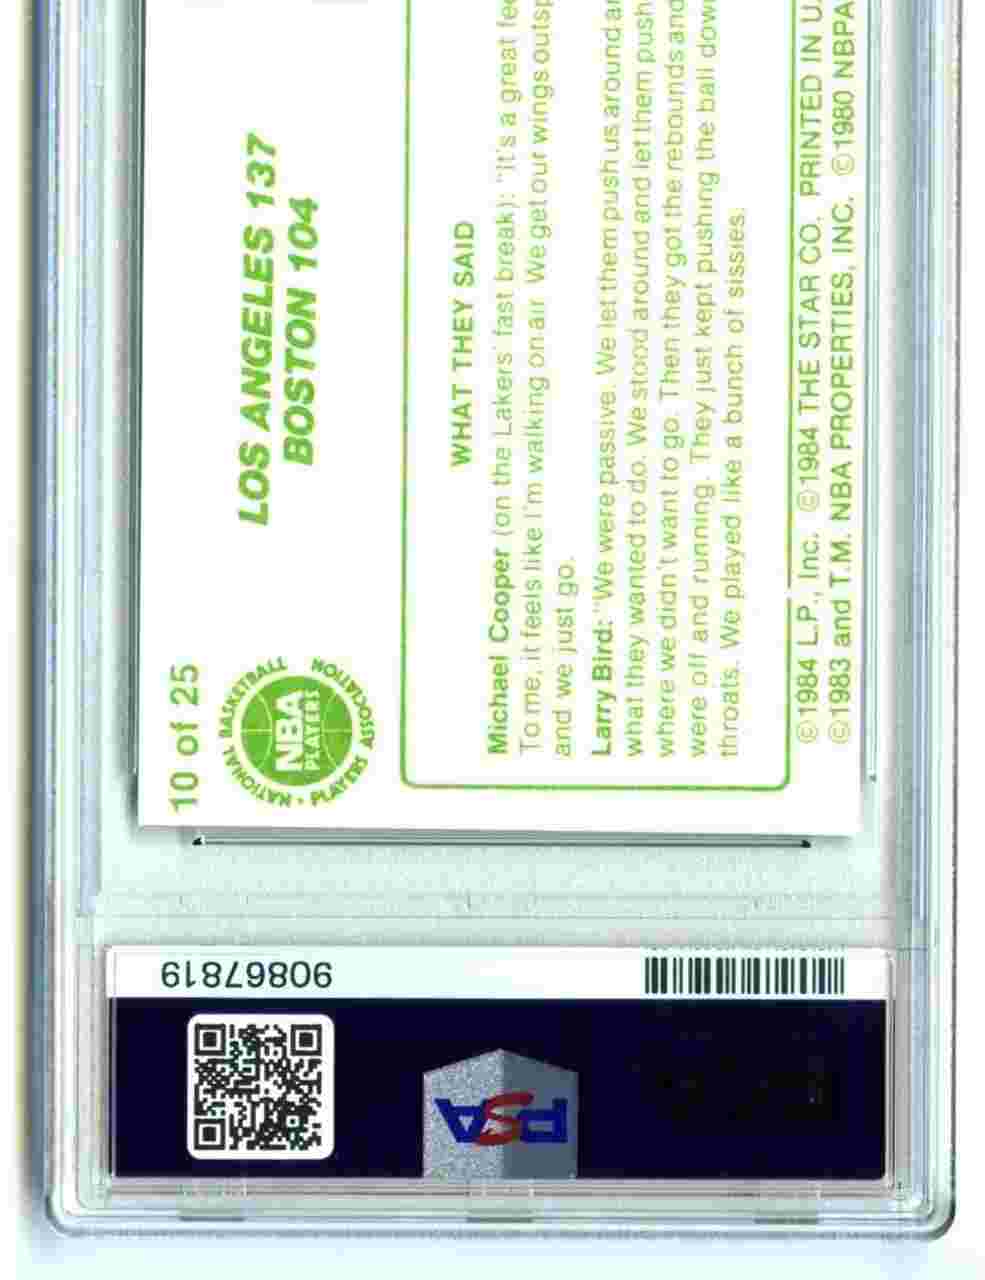 10 of 25
LOS ANGELES 137
BOSTON 104
NATIONAL BASKETBALL
PLAYERS ASSOCIATION
NBA
PLAYERS
WHAT THEY SAID
Michael Cooper (on the Lakers' fast break): "It's a great fee
To me, it feels like I'm walking on air. We get our wings outsp
and we just go.
Larry Bird: "We were passive. We let them push us around a
what they wanted to do. We stood around and let them push
where we didn't want to go. Then they got the rebounds and
were off and running. They just kept pushing the ball dow
throats. We played like a bunch of sissies.
©1984 L.P., Inc. ©1984 THE STAR CO. PRINTED IN U.
©1983 and T.M. NBA PROPERTIES, INC. ©1980 NBPA
90867819
PSA